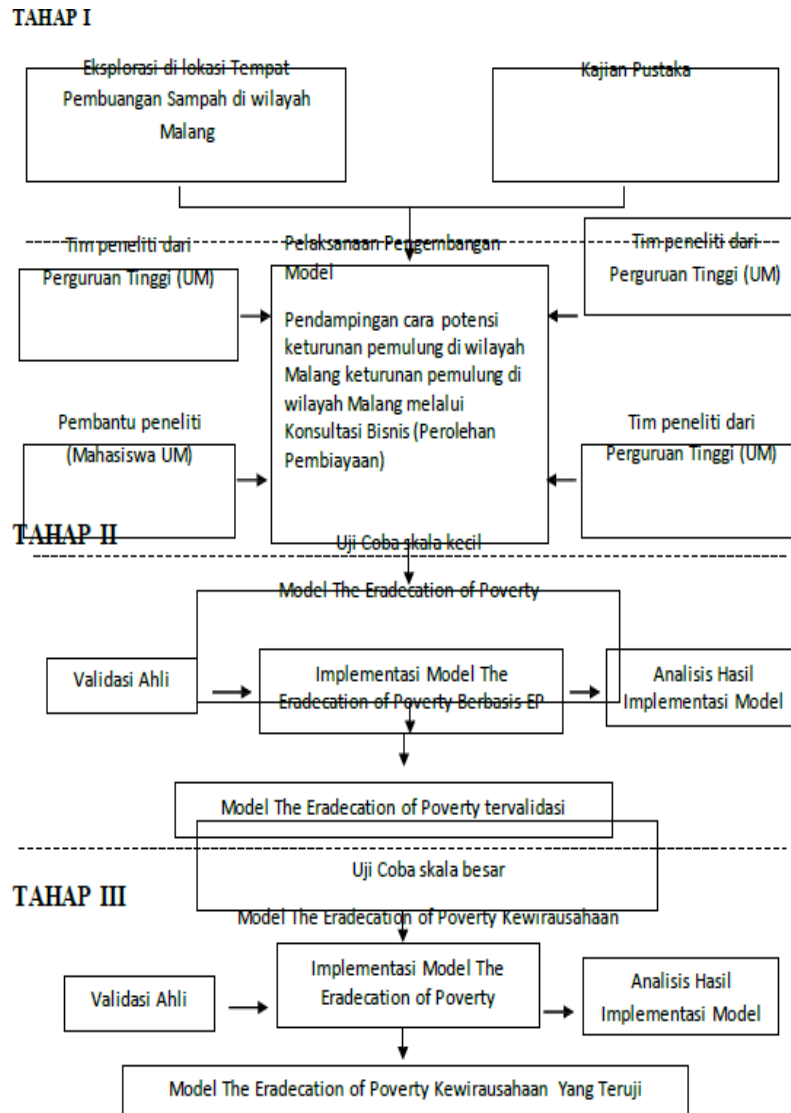 TAHAP I
Eksplorasi di lokasi Tempat
Pembuangan Sampah di wilayah
Malang
Kajian Pustaka
Tim peneliti dari
Perguruan Tinggi (UM)
Pelaksanaan Pengembangan
Model
Pendampingan cara potensi
keturunan pemulung di wilayah
Malang keturunan pemulung di
wilayah Malang melalui
Konsultasi Bisnis (Perolehan
Pembiayaan)
Tim peneliti dari
Perguruan Tinggi (UM)
Pembantu peneliti
(Mahasiswa UM)
Tim peneliti dari
Perguruan Tinggi (UM)
TAHAP II
Uji Coba skala kecil
Model The Eradecation of Poverty
Validasi Ahli
Implementasi Model The
Eradecation of Poverty Berbasis EP
Analisis Hasil
Implementasi Model
Model The Eradecation of Poverty tervalidasi
Uji Coba skala besar
TAHAP III
Model The Eradecation of Poverty Kewirausahaan
Validasi Ahli
Implementasi Model The
Eradecation of Poverty
Analisis Hasil
Implementasi Model
Model The Eradecation of Poverty Kewirausahaan Yang Teruji